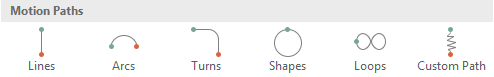 Motion Paths
Lines Arcs Turns Shapes Loops Custom Path